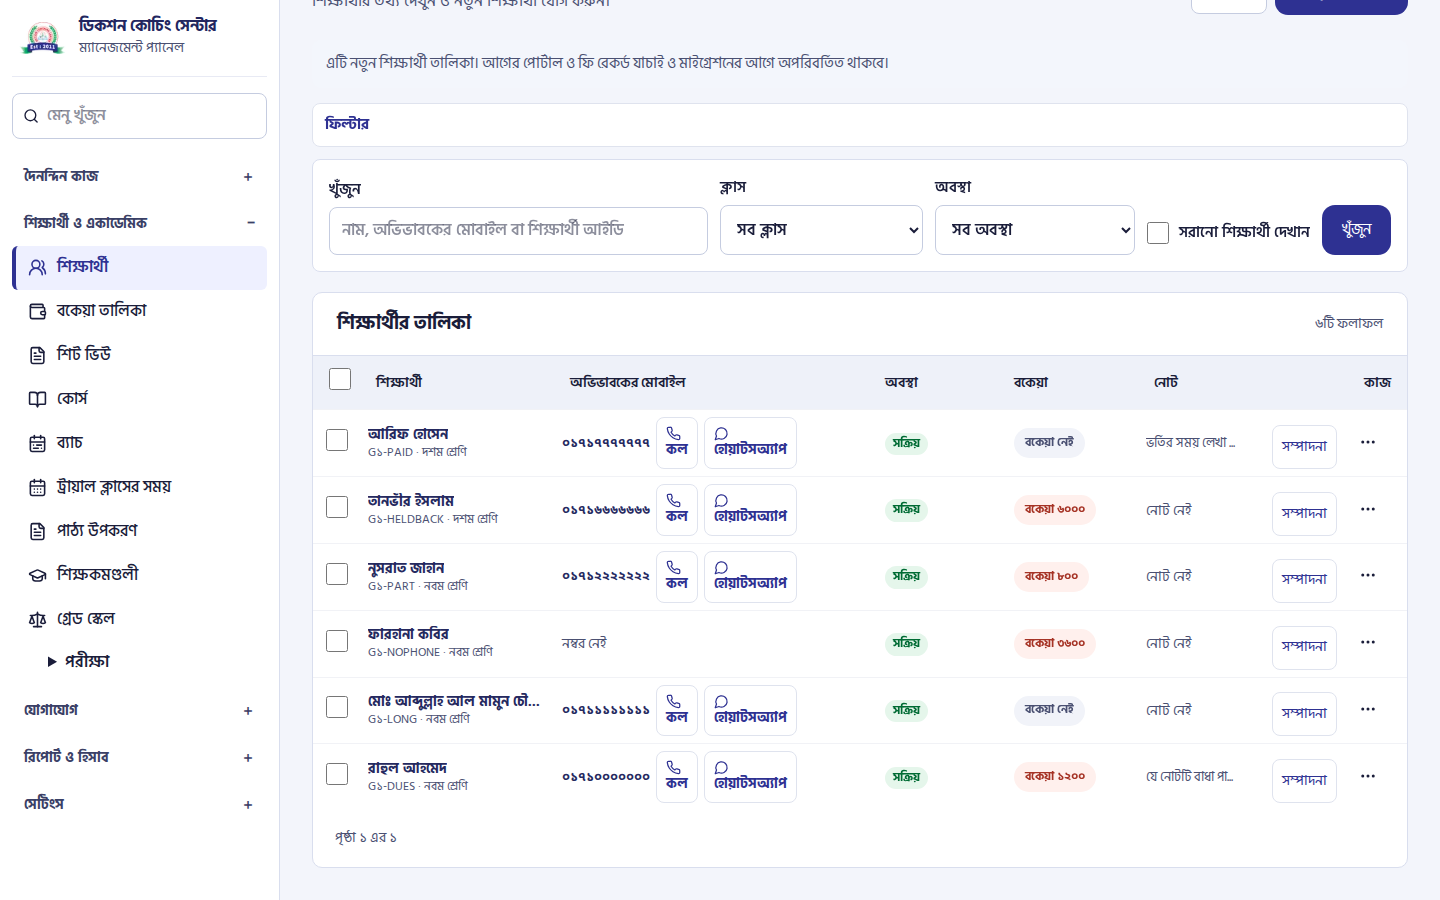 ডিকশন কোচিং সেন্টার
ম্যানেজমেন্ট প্যানেল
Est : 2011
মেনু খুঁজুন
দৈনন্দিন কাজ +
শিক্ষার্থী ও একাডেমিক −
শিক্ষার্থী
বকেয়া তালিকা
শিট ভিউ
কোর্স
ব্যাচ
ট্রায়াল ক্লাসের সময়
পাঠ্য উপকরণ
শিক্ষকমণ্ডলী
গ্রেড স্কেল
পরীক্ষা
যোগাযোগ +
রিপোর্ট ও হিসাব +
সেটিংস +
শিক্ষার্থীর তথ্য দেখুন ও নতুন শিক্ষার্থী যোগ করুন।
এটি নতুন শিক্ষার্থী তালিকা। আগের পোর্টাল ও ফি রেকর্ড যাচাই ও মাইগ্রেশনের আগে অপরিবর্তিত থাকবে।
ফিল্টার
খুঁজুন ক্লাস অবস্থা
নাম, অভিভাবকের মোবাইল বা শিক্ষার্থী আইডি সব ক্লাস সব অবস্থা সরানো শিক্ষার্থী দেখান খুঁজুন
শিক্ষার্থীর তালিকা ৬টি ফলাফল
শিক্ষার্থী অভিভাবকের মোবাইল অবস্থা বকেয়া নোট কাজ
আরিফ হোসেন
G১-PAID · দশম শ্রেণি
০১৭১৭৭৭৭৭৭৭ কল হোয়াটসঅ্যাপ সক্রিয় বকেয়া নেই ভর্তির সময় লেখা ... সম্পাদনা ...
তানভীর ইসলাম
G১-HELDBACK · দশম শ্রেণি
০১৭১৬৬৬৬৬৬৬ কল হোয়াটসঅ্যাপ সক্রিয় বকেয়া ৬০০০ নোট নেই সম্পাদনা ...
নুসরাত জাহান
G১-PART · নবম শ্রেণি
০১৭১২২২২২২২ কল হোয়াটসঅ্যাপ সক্রিয় বকেয়া ৮০০ নোট নেই সম্পাদনা ...
ফারহানা কবির
G১-NOPHONE · নবম শ্রেণি
নম্বর নেই সক্রিয় বকেয়া ৩৬০০ নোট নেই সম্পাদনা ...
মোঃ আব্দুল্লাহ আল মামুন চৌ...
G১-LONG · নবম শ্রেণি
০১৭১১১১১১১১ কল হোয়াটসঅ্যাপ সক্রিয় বকেয়া নেই নোট নেই সম্পাদনা ...
রাহুল আহমেদ
G১-DUES · নবম শ্রেণি
০১৭১০০০০০০০ কল হোয়াটসঅ্যাপ সক্রিয় বকেয়া ১২০০ যে নোটটি বাধা পা... সম্পাদনা ...
পৃষ্ঠা ১ এর ১